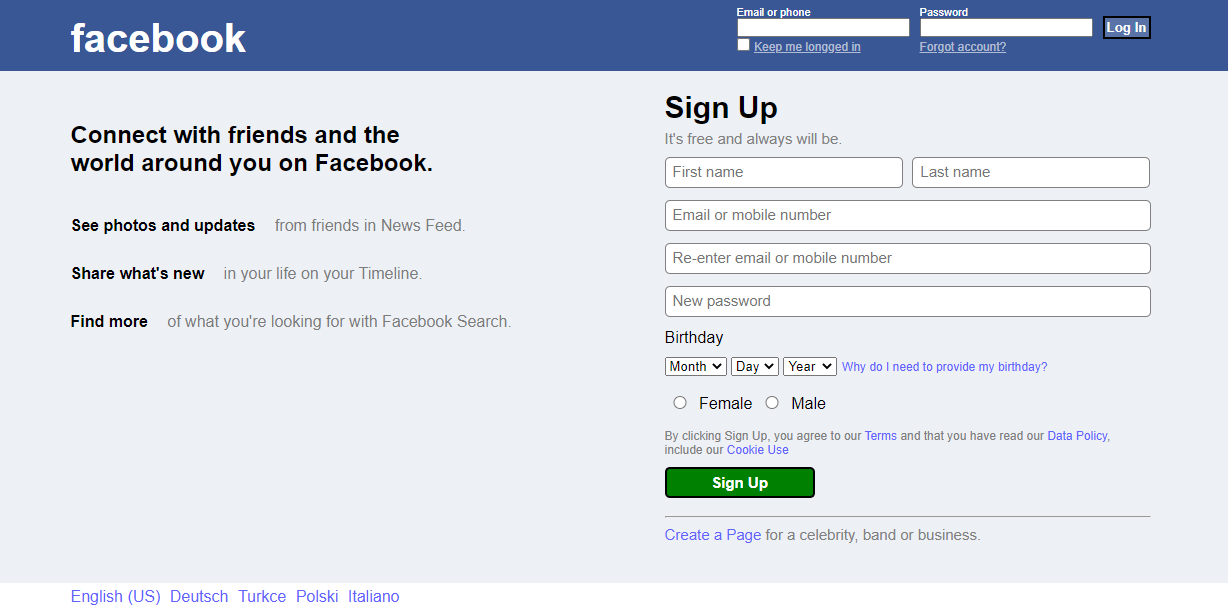 facebook
Email or phone
Password
Log In
Keep me longged in
Forgot account?
Connect with friends and the
world around you on Facebook.
See photos and updates from friends in News Feed.
Share what's new in your life on your Timeline.
Find more of what you're looking for with Facebook Search.
Sign Up
It's free and always will be.
First name
Last name
Email or mobile number
Re-enter email or mobile number
New password
Birthday
Month Day Year Why do I need to provide my birthday?
Female Male
By clicking Sign Up, you agree to our Terms and that you have read our Data Policy,
include our Cookie Use
Sign Up
Create a Page for a celebrity, band or business.
English (US) Deutsch Turkce Polski Italiano